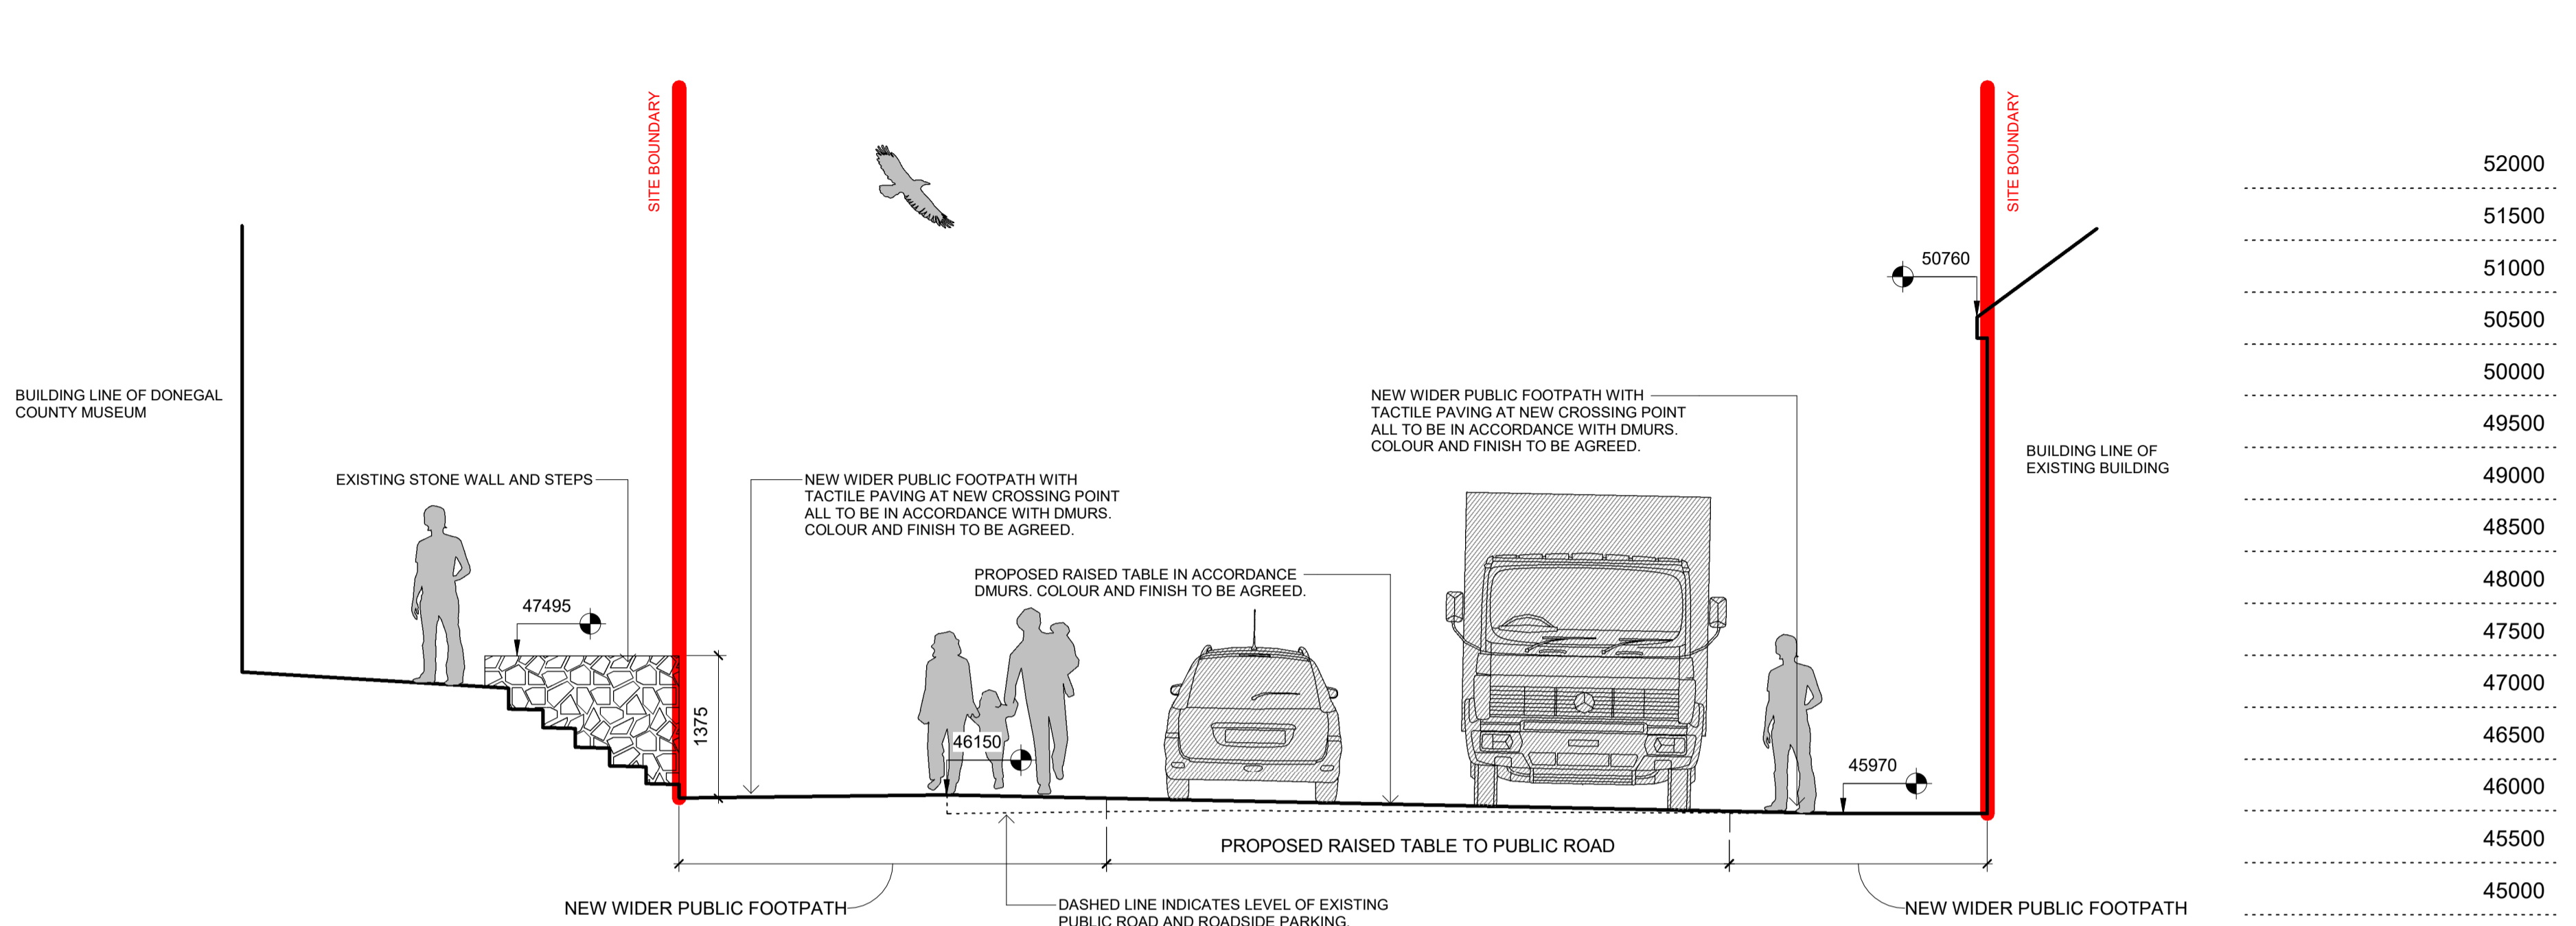 SITE BOUNDARY
SITE BOUNDARY
BUILDING LINE OF DONEGAL
COUNTY MUSEUM
EXISTING STONE WALL AND STEPS
47495
1375
NEW WIDER PUBLIC FOOTPATH WITH
TACTILE PAVING AT NEW CROSSING POINT
ALL TO BE IN ACCORDANCE WITH DMURS.
COLOUR AND FINISH TO BE AGREED.
PROPOSED RAISED TABLE IN ACCORDANCE
DMURS. COLOUR AND FINISH TO BE AGREED.
46150
NEW WIDER PUBLIC FOOTPATH WITH
TACTILE PAVING AT NEW CROSSING POINT
ALL TO BE IN ACCORDANCE WITH DMURS.
COLOUR AND FINISH TO BE AGREED.
50760
BUILDING LINE OF
EXISTING BUILDING
45970
PROPOSED RAISED TABLE TO PUBLIC ROAD
NEW WIDER PUBLIC FOOTPATH
DASHED LINE INDICATES LEVEL OF EXISTING
PUBLIC ROAD AND ROADSIDE PARKING.
NEW WIDER PUBLIC FOOTPATH
52000
51500
51000
50500
50000
49500
49000
48500
48000
47500
47000
46500
46000
45500
45000